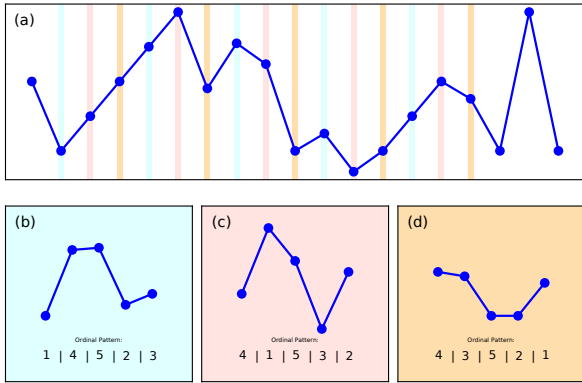 (a)
(b)
Ordinal Pattern:
1 | 4 | 5 | 2 | 3
(c)
Ordinal Pattern:
4 | 1 | 5 | 3 | 2
(d)
Ordinal Pattern:
4 | 3 | 5 | 2 | 1